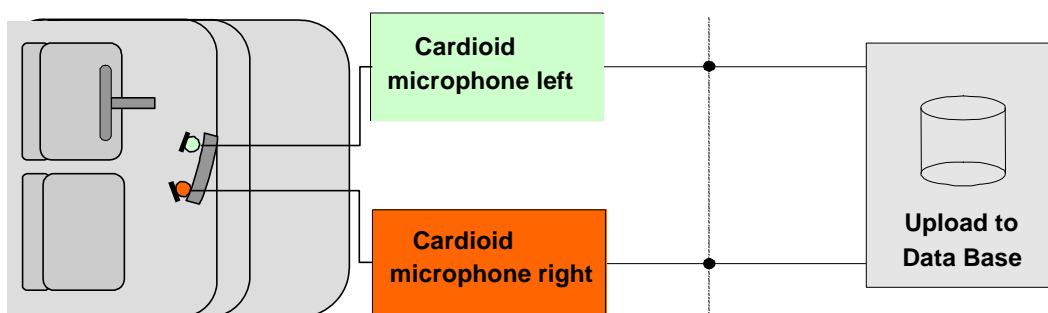 Cardioid
microphone left
Cardioid
microphone right
Upload to
Data Base